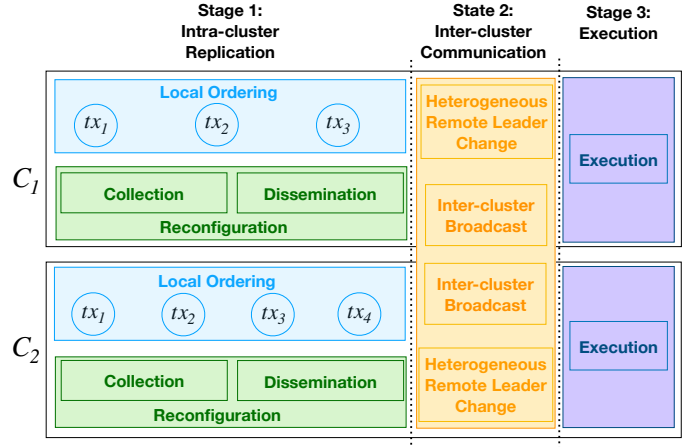 Stage 1:
Intra-cluster
Replication
State 2:
Inter-cluster
Communication
Stage 3:
Execution
C1
Local Ordering
tx1 tx2 tx3
Collection Dissemination
Reconfiguration
Heterogeneous
Remote Leader
Change
Inter-cluster
Broadcast
Execution
C2
Local Ordering
tx1 tx2 tx3 tx4
Collection Dissemination
Reconfiguration
Inter-cluster
Broadcast
Heterogeneous
Remote Leader
Change
Execution